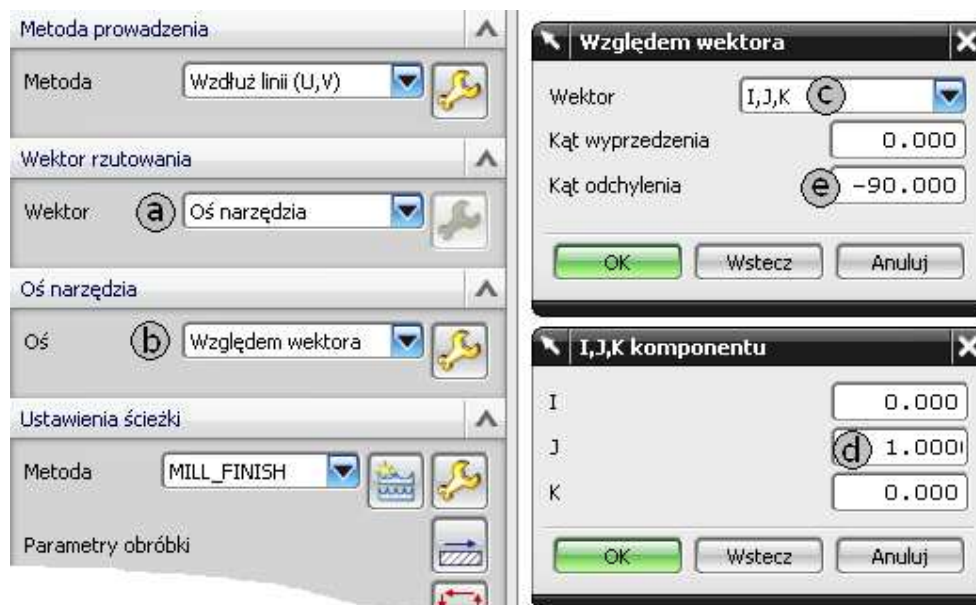 Metoda prowadzenia
Metoda Wzdłuż linii (U,V)
Wektor rzutowania
Wektor a Oś narzędzia
Oś narzędzia
Oś b Względem wektora
Ustawienia ścieżki
Metoda MILL_FINISH
Parametry obróbki
Względem wektora
Wektor I,J,K c
Kąt wyprzedzenia 0.000
Kąt odchylenia e -90.000
OK Wstecz Anuluj
I,J,K komponentu
I 0.000
J d 1.000
K 0.000
OK Wstecz Anuluj